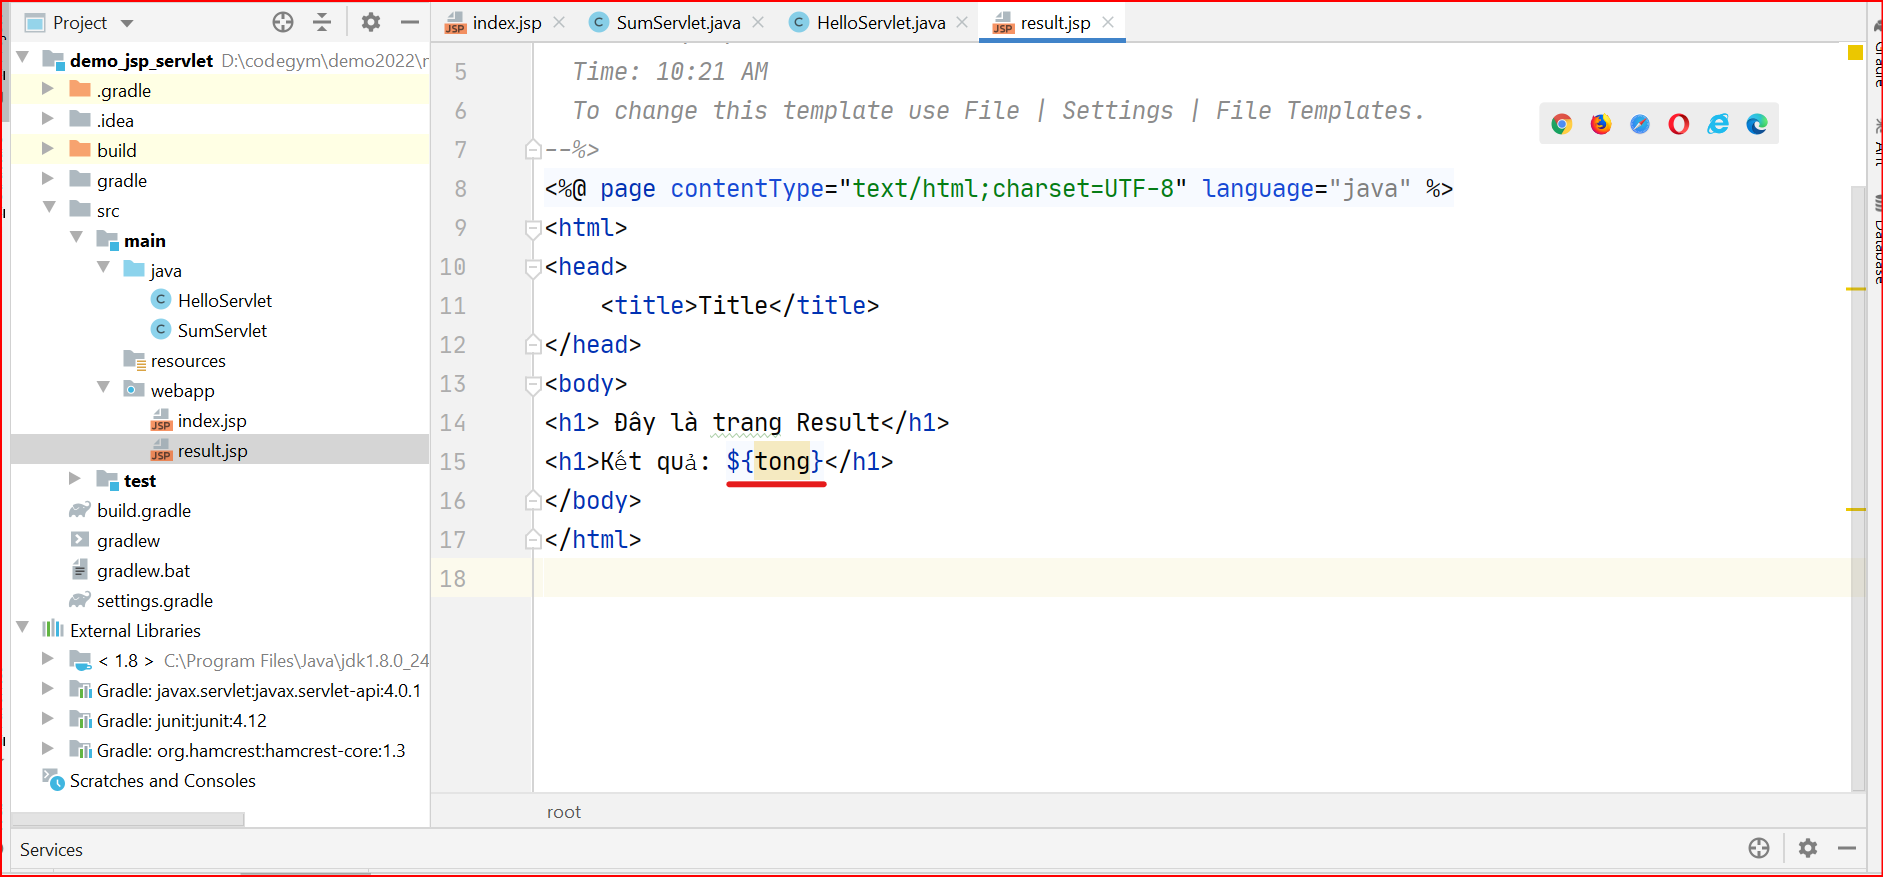 Project
index.jsp
SumServlet.java
HelloServlet.java
result.jsp
demo_jsp_servlet D:\codegym\demo2022\
.gradle
.idea
build
gradle
src
main
java
HelloServlet
SumServlet
resources
webapp
index.jsp
result.jsp
test
build.gradle
gradlew
gradlew.bat
settings.gradle
External Libraries
< 1.8 > C:\Program Files\Java\jdk1.8.0_24
Gradle: javax.servlet:javax.servlet-api:4.0.1
Gradle: junit:junit:4.12
Gradle: org.hamcrest:hamcrest-core:1.3
Scratches and Consoles
5 Time: 10:21 AM
6 To change this template use File | Settings | File Templates.
7 --%>
8 <%@ page contentType="text/html;charset=UTF-8" language="java" %>
9 <html>
10 <head>
11 <title>Title</title>
12 </head>
13 <body>
14 <h1> Đây là trang Result</h1>
15 <h1>Kết quả: ${tong}</h1>
16 </body>
17 </html>
18
root
Gradle
Ant
Database
Services